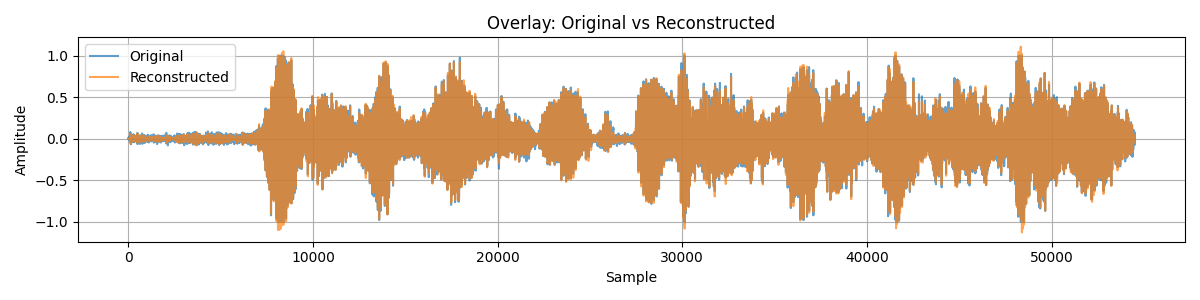 Overlay: Original vs Reconstructed
Original
Reconstructed
1.0
0.5
0.0
−0.5
−1.0
Amplitude
0 10000 20000 30000 40000 50000
Sample